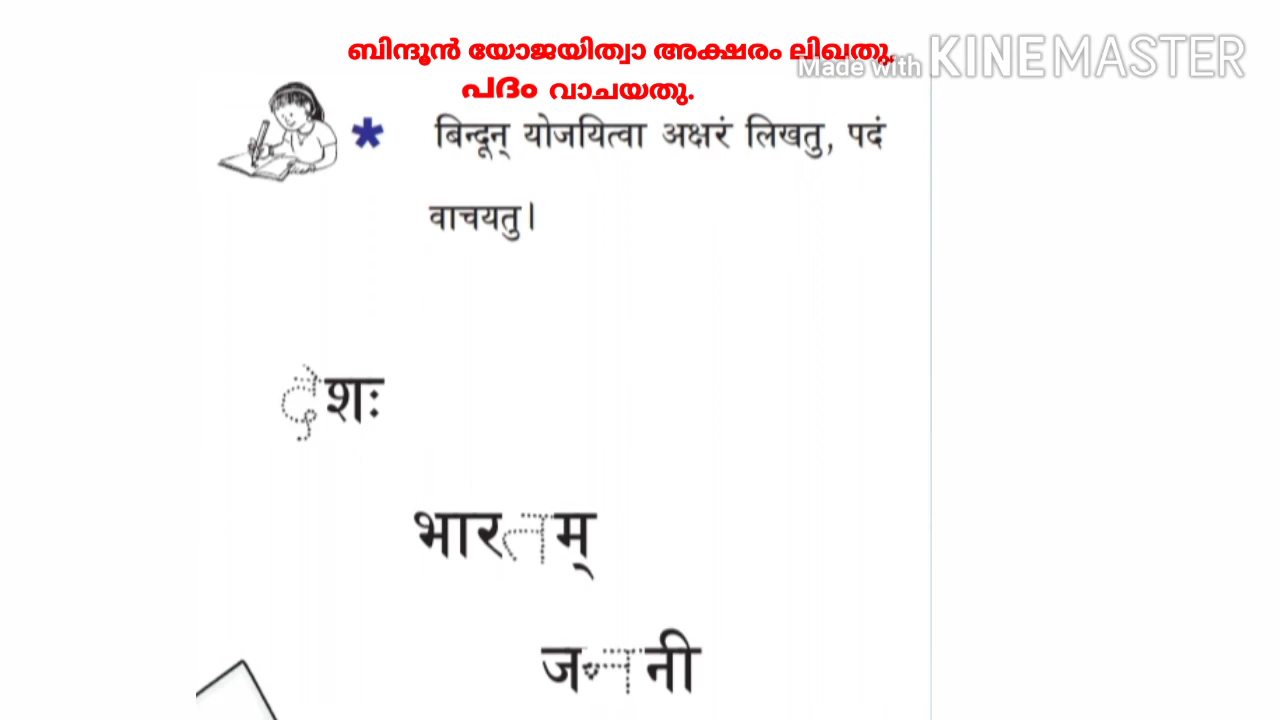 ബിന്ദൂൻ യോജയിത്വാ അക്ഷരം ലിഖതു,
Made with KINEMASTER
പദം വാചയതു.
* बिन्दून् योजयित्वा अक्षरं लिखतु, पदं
वाचयतु।
देशः
भारतम्
जननी